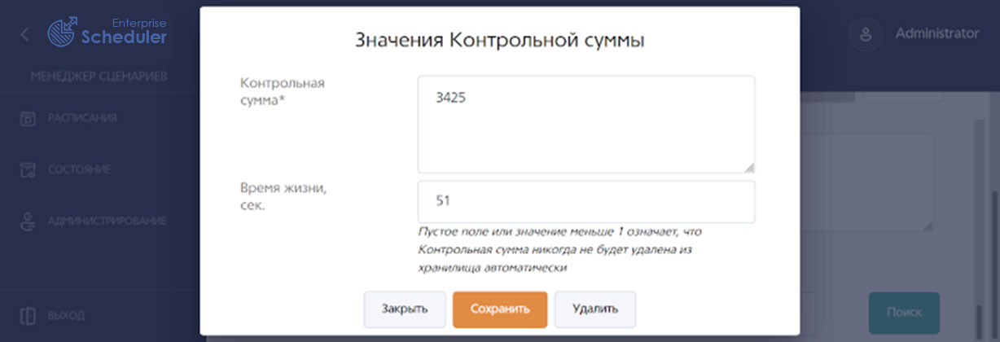 Enterprise
Scheduler
Administrator
МЕНЕДЖЕР СЦЕНАРИЕВ
РАСПИСАНИЯ
СОСТОЯНИЕ
АДМИНИСТРИРОВАНИЕ
ВЫХОД
Значения Контрольной суммы
Контрольная
сумма*
3425
Время жизни,
сек.
51
Пустое поле или значение меньше 1 означает, что
Контрольная сумма никогда не будет удалена из
хранилища автоматически
Закрыть
Сохранить
Удалить
Поиск